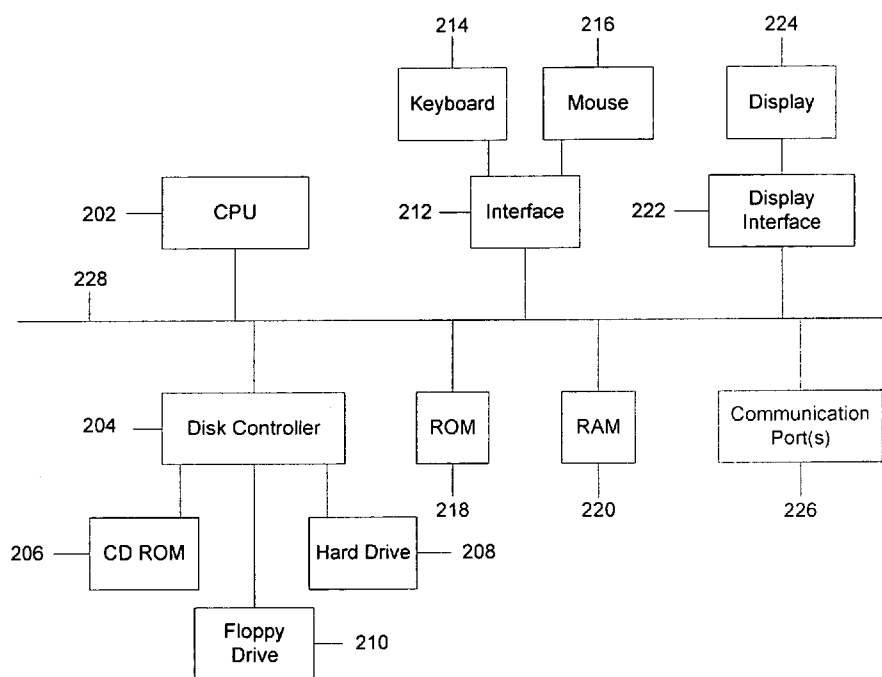 214
216
224
Keyboard
Mouse
Display
202
CPU
212
Interface
222
Display
Interface
228
204
Disk Controller
ROM
RAM
Communication
Port(s)
218
220
226
206
CD ROM
Hard Drive
208
Floppy
Drive
210